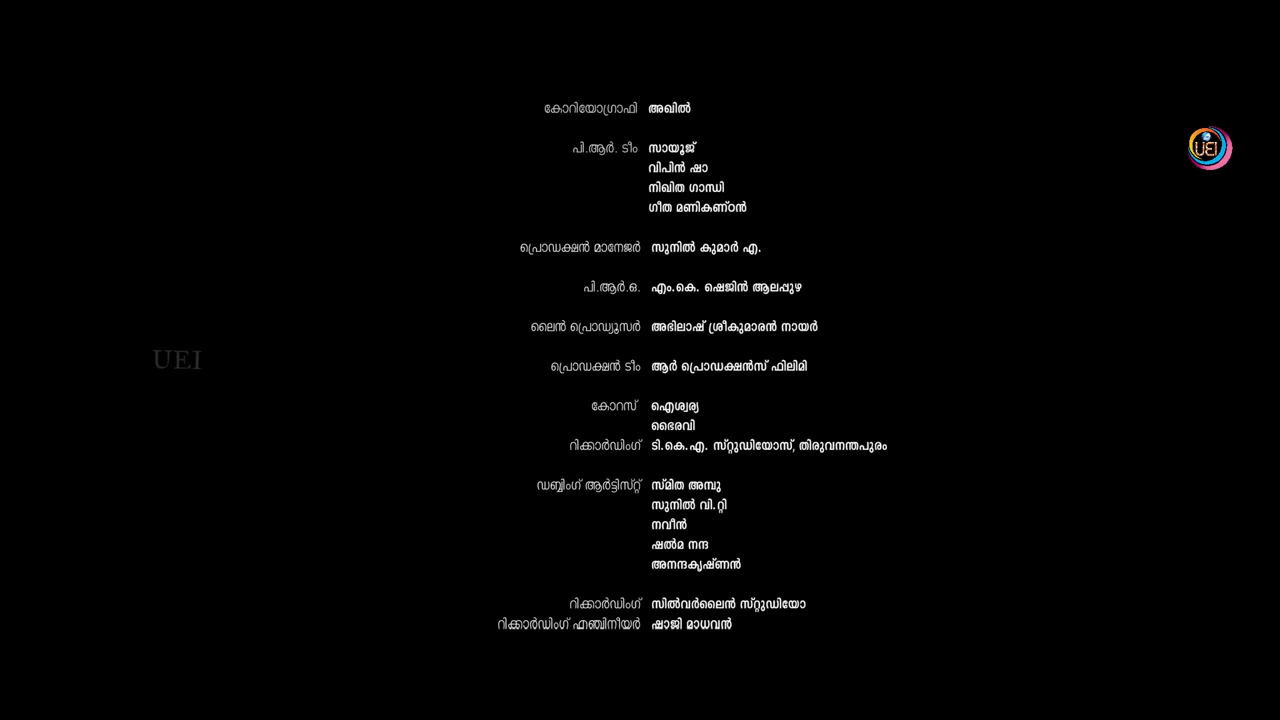 കോറിയോഗ്രാഫി അഖിൽ
പി.ആർ. ടീം സായൂജ്
വിപിൻ ഷാ
നിഖിത ഗാന്ധി
ഗീത മണികണ്ഠൻ
പ്രൊഡക്ഷൻ മാനേജർ സുനിൽ കുമാർ എ.
പി.ആർ.ഒ. എം.കെ. ഷെജിൻ ആലപ്പുഴ
ലൈൻ പ്രൊഡ്യുസർ അഭിലാഷ് ശ്രീകുമാരൻ നായർ
UEI
പ്രൊഡക്ഷൻ ടീം ആർ പ്രൊഡക്ഷൻസ് ഫിലിമി
കോറസ് ഐശ്വര്യ
ഭൈരവി
റിക്കാർഡിംഗ് ടി.കെ.എ. സ്റ്റുഡിയോസ്, തിരുവനന്തപുരം
ഡബ്ബിംഗ് ആർട്ടിസ്റ്റ് സ്മിത അമ്പു
സുനിൽ വി.റ്റി
നവീൻ
ഷൽമ നന്ദ
അനന്ദകൃഷ്ണൻ
റിക്കാർഡിംഗ് സിൽവർലൈൻ സ്റ്റുഡിയോ
റിക്കാർഡിംഗ് എഞ്ചിനീയർ ഷാജി മാധവൻ
UEI